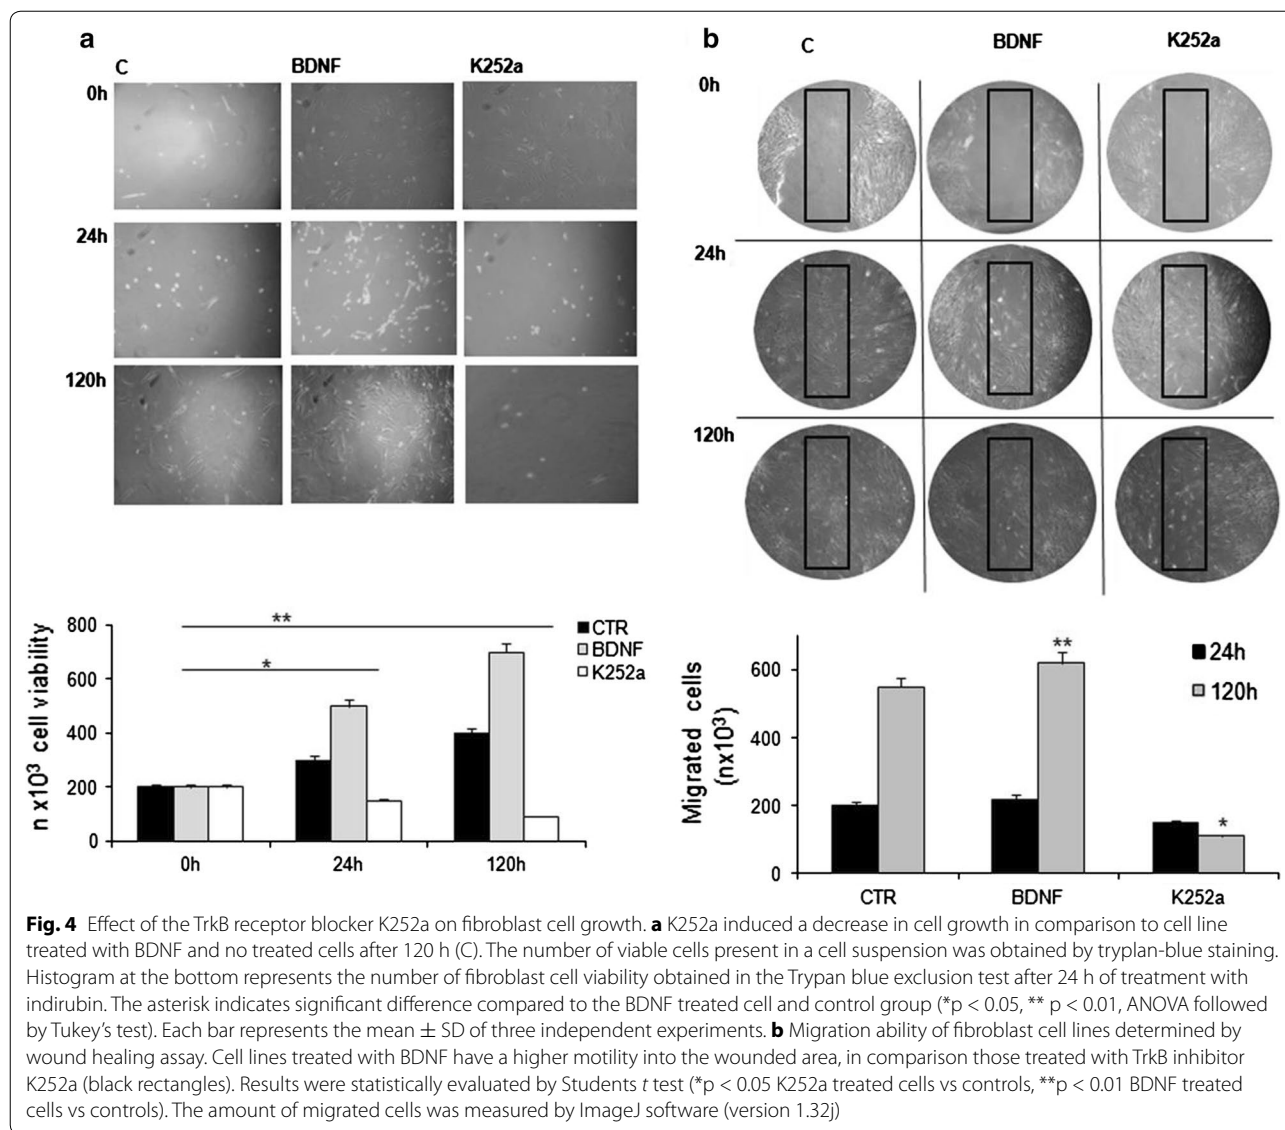 a
C BDNF K252a
0h
24h
120h
b
C BDNF K252a
0h
24h
120h
n x10³ cell viability
800
600
400
200
0
**
*
CTR
BDNF
K252a
0h 24h 120h
Migrated cells
(nx10³)
600
400
200
0
**
*
24h
120h
CTR BDNF K252a
Fig. 4 Effect of the TrkB receptor blocker K252a on fibroblast cell growth. a K252a induced a decrease in cell growth in comparison to cell line
treated with BDNF and no treated cells after 120 h (C). The number of viable cells present in a cell suspension was obtained by tryplan-blue staining.
Histogram at the bottom represents the number of fibroblast cell viability obtained in the Trypan blue exclusion test after 24 h of treatment with
indirubin. The asterisk indicates significant difference compared to the BDNF treated cell and control group (*p < 0.05, ** p < 0.01, ANOVA followed
by Tukey's test). Each bar represents the mean ± SD of three independent experiments. b Migration ability of fibroblast cell lines determined by
wound healing assay. Cell lines treated with BDNF have a higher motility into the wounded area, in comparison those treated with TrkB inhibitor
K252a (black rectangles). Results were statistically evaluated by Students t test (*p < 0.05 K252a treated cells vs controls, **p < 0.01 BDNF treated
cells vs controls). The amount of migrated cells was measured by ImageJ software (version 1.32j)